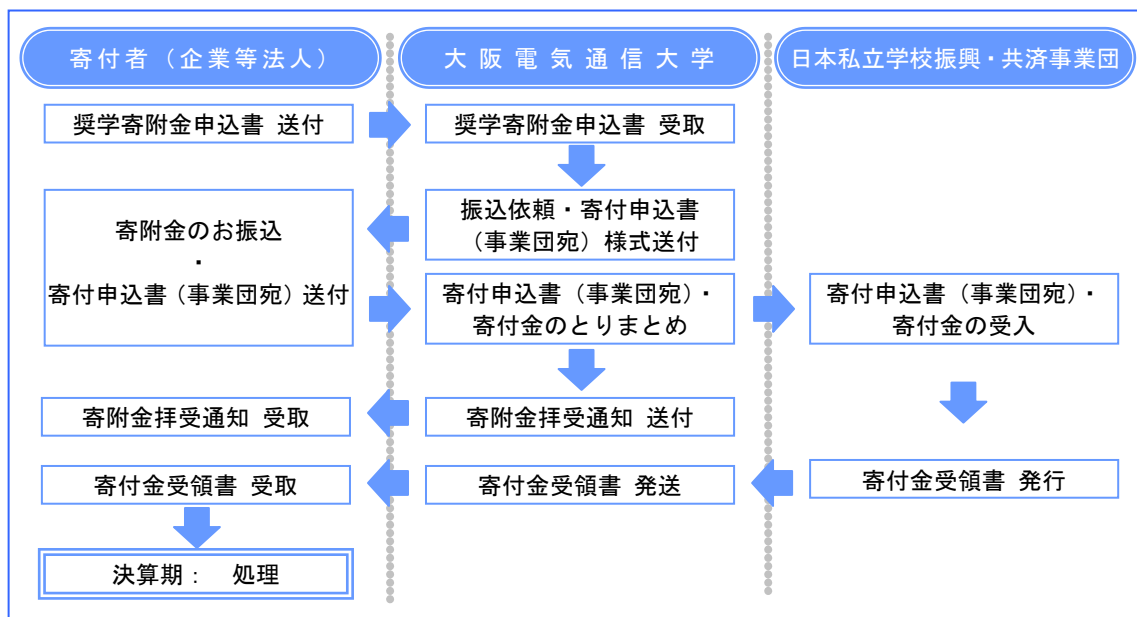 寄付者（企業等法人）
大阪電気通信大学
日本私立学校振興・共済事業団
奨学寄附金申込書 送付
奨学寄附金申込書 受取
振込依頼・寄付申込書
（事業団宛）様式送付
寄附金のお振込
・
寄付申込書（事業団宛）送付
寄付申込書（事業団宛）・
寄付金のとりまとめ
寄付申込書（事業団宛）・
寄付金の受入
寄附金拝受通知 受取
寄附金拝受通知 送付
寄付金受領書 受取
寄付金受領書 発送
寄付金受領書 発行
決算期： 処理